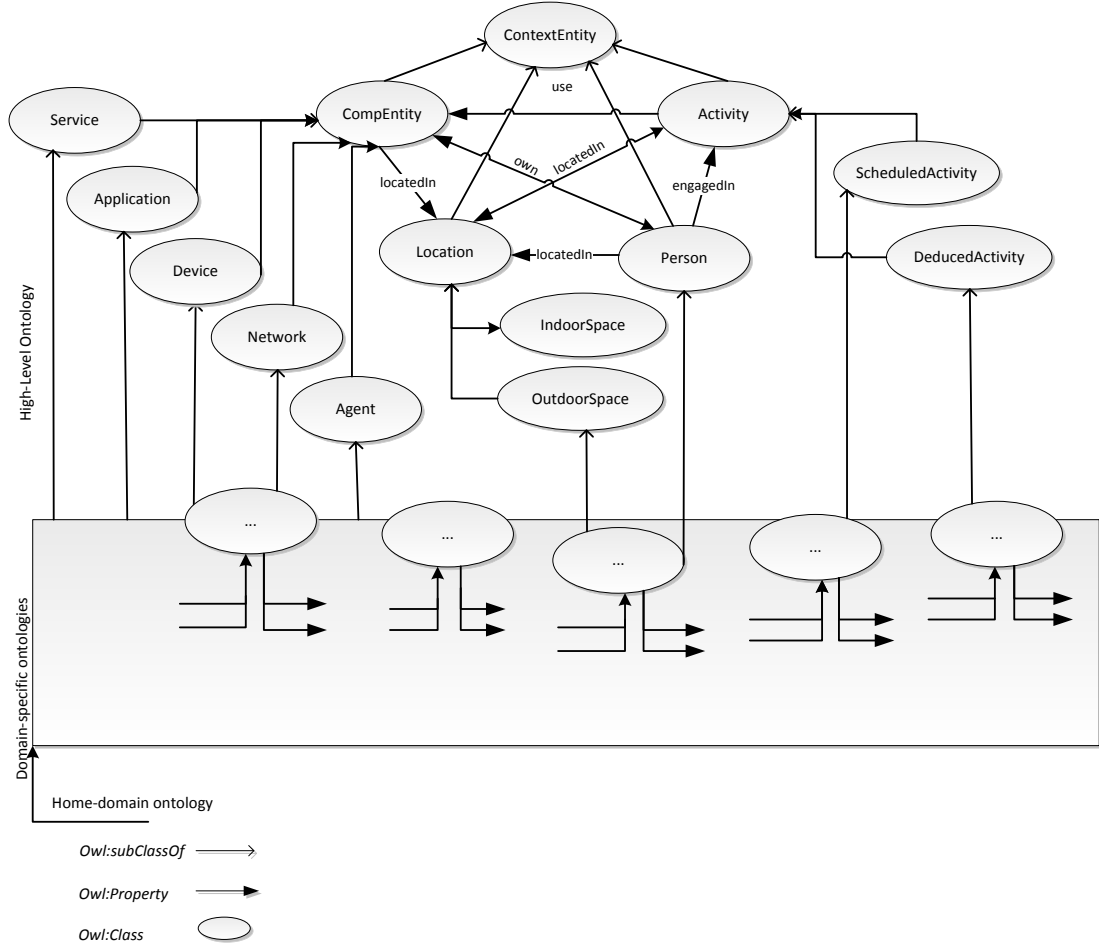 ContextEntity
use
Service
CompEntity
Activity
Application
locatedIn
own
locatedIn
engagedIn
ScheduledActivity
Device
Location
locatedIn
Person
DeducedActivity
Network
IndoorSpace
Agent
OutdoorSpace
High-Level Ontology
...
...
...
...
...
Domain-specific ontologies
Home-domain ontology
Owl:subClassOf
Owl:Property
Owl:Class